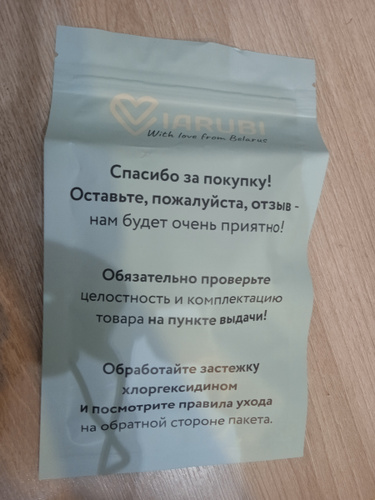 VIARUBI
With love from Belarus
Спасибо за покупку!
Оставьте, пожалуйста, отзыв -
нам будет очень приятно!
Обязательно проверьте
целостность и комплектацию
товара на пункте выдачи!
Обработайте застежку
хлоргексидином
и посмотрите правила ухода
на обратной стороне пакета.